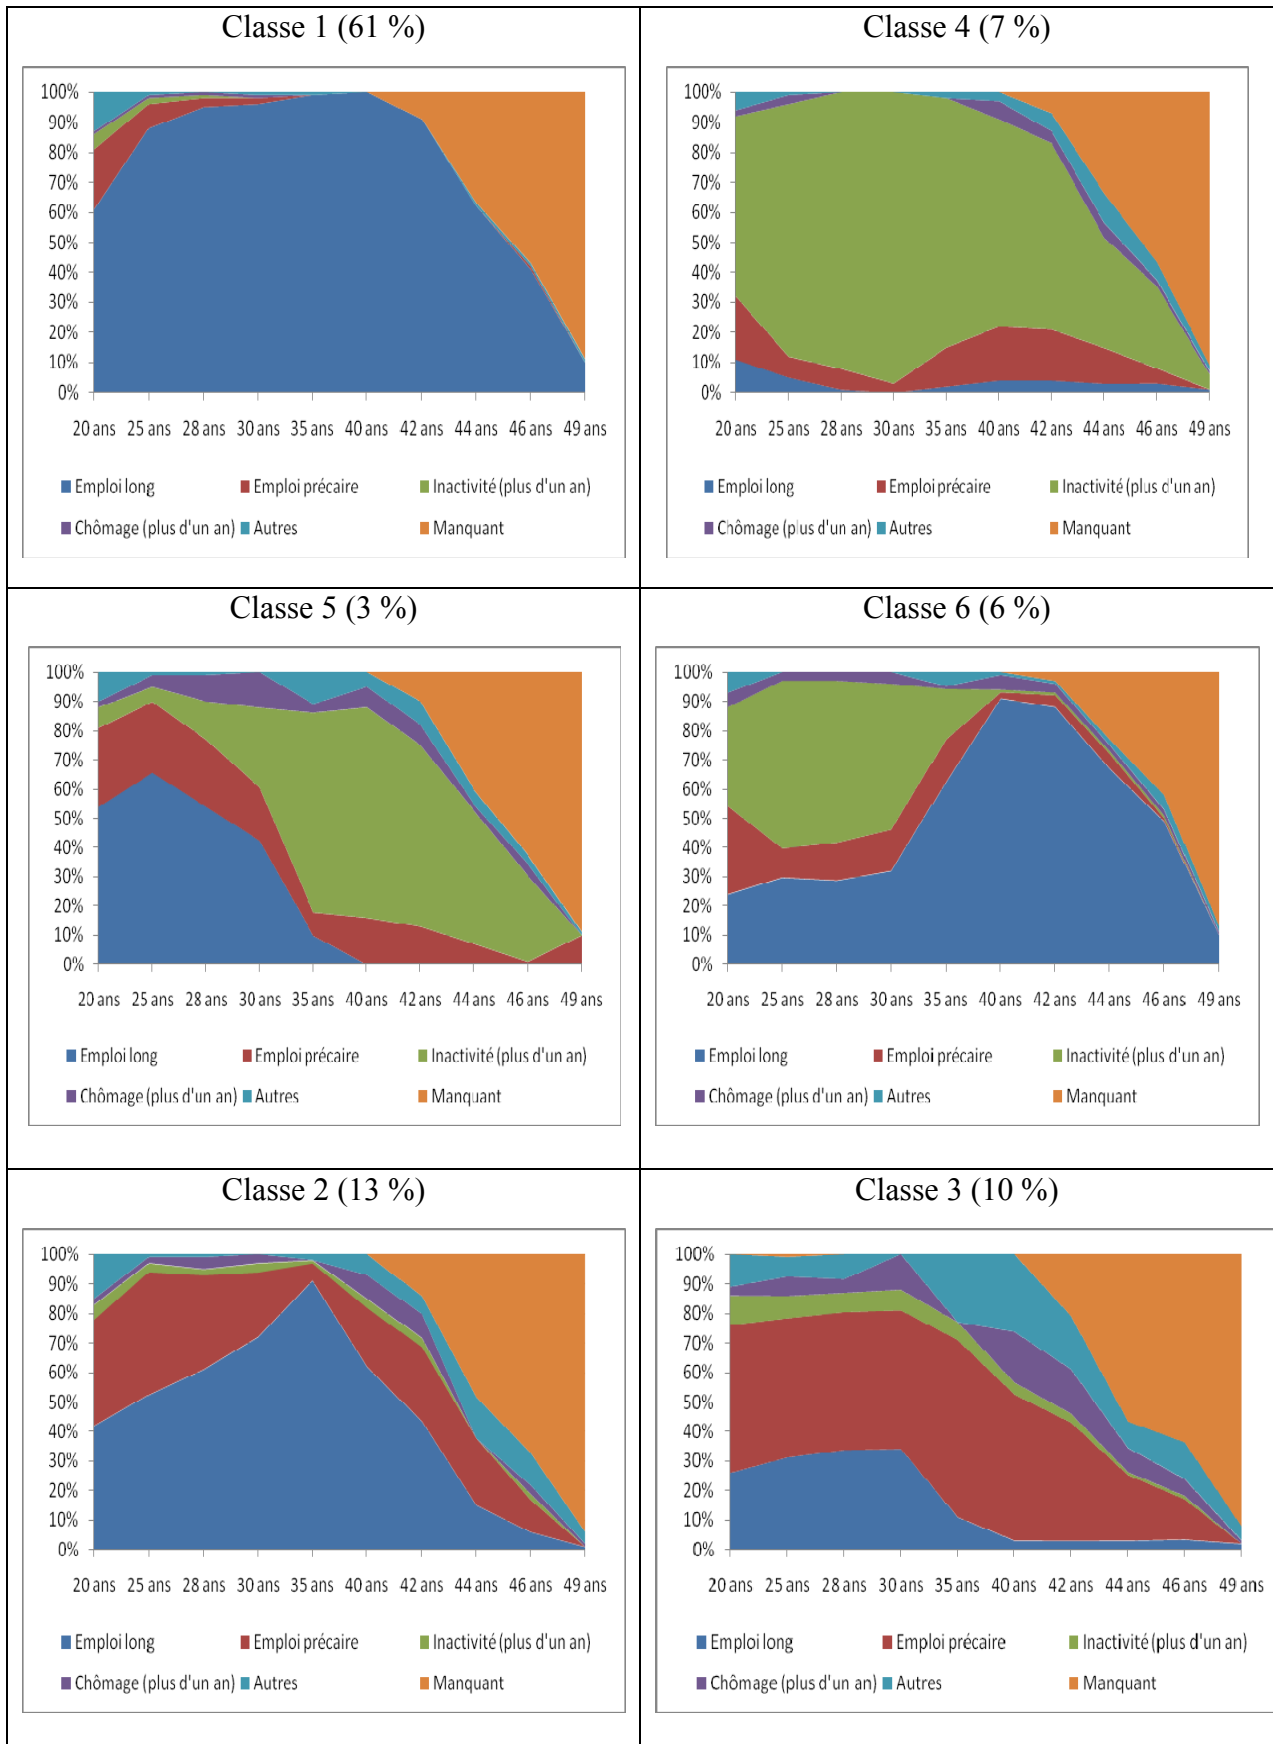 Classe 1 (61 %)
100%
90%
80%
70%
60%
50%
40%
30%
20%
10%
0%
20 ans 25 ans 28 ans 30 ans 35 ans 40 ans 42 ans 44 ans 46 ans 49 ans
Emploi long Emploi précaire Inactivité (plus d'un an)
Chômage (plus d'un an) Autres Manquant
Classe 4 (7 %)
100%
90%
80%
70%
60%
50%
40%
30%
20%
10%
0%
20 ans 25 ans 28 ans 30 ans 35 ans 40 ans 42 ans 44 ans 46 ans 49 ans
Emploi long Emploi précaire Inactivité (plus d'un an)
Chômage (plus d'un an) Autres Manquant
Classe 5 (3 %)
100%
90%
80%
70%
60%
50%
40%
30%
20%
10%
0%
20 ans 25 ans 28 ans 30 ans 35 ans 40 ans 42 ans 44 ans 46 ans 49 ans
Emploi long Emploi précaire Inactivité (plus d'un an)
Chômage (plus d'un an) Autres Manquant
Classe 6 (6 %)
100%
90%
80%
70%
60%
50%
40%
30%
20%
10%
0%
20 ans 25 ans 28 ans 30 ans 35 ans 40 ans 42 ans 44 ans 46 ans 49 ans
Emploi long Emploi précaire Inactivité (plus d'un an)
Chômage (plus d'un an) Autres Manquant
Classe 2 (13 %)
100%
90%
80%
70%
60%
50%
40%
30%
20%
10%
0%
20 ans 25 ans 28 ans 30 ans 35 ans 40 ans 42 ans 44 ans 46 ans 49 ans
Emploi long Emploi précaire Inactivité (plus d'un an)
Chômage (plus d'un an) Autres Manquant
Classe 3 (10 %)
100%
90%
80%
70%
60%
50%
40%
30%
20%
10%
0%
20 ans 25 ans 28 ans 30 ans 35 ans 40 ans 42 ans 44 ans 46 ans 49 ans
Emploi long Emploi précaire Inactivité (plus d'un an)
Chômage (plus d'un an) Autres Manquant